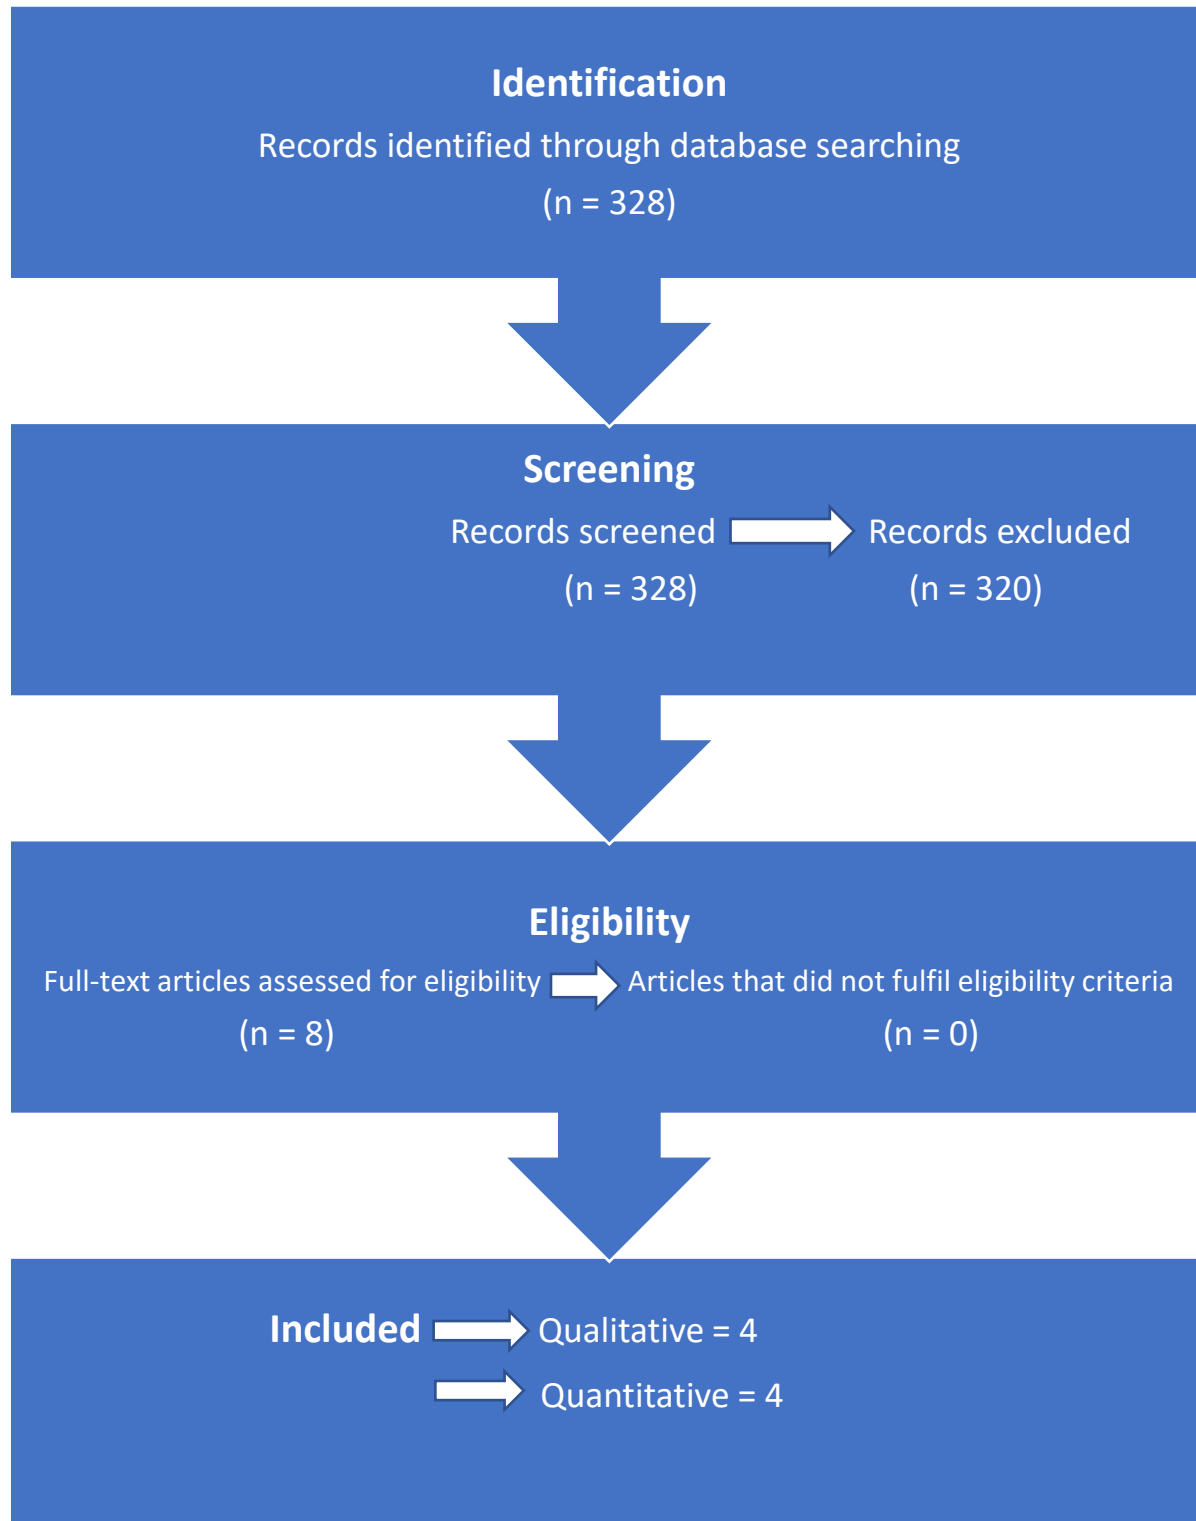 Identification
Records identified through database searching
(n = 328)
Screening
Records screened Records excluded
(n = 328) (n = 320)
Eligibility
Full-text articles assessed for eligibility Articles that did not fulfil eligibility criteria
(n = 8) (n = 0)
Included Qualitative = 4
Quantitative = 4